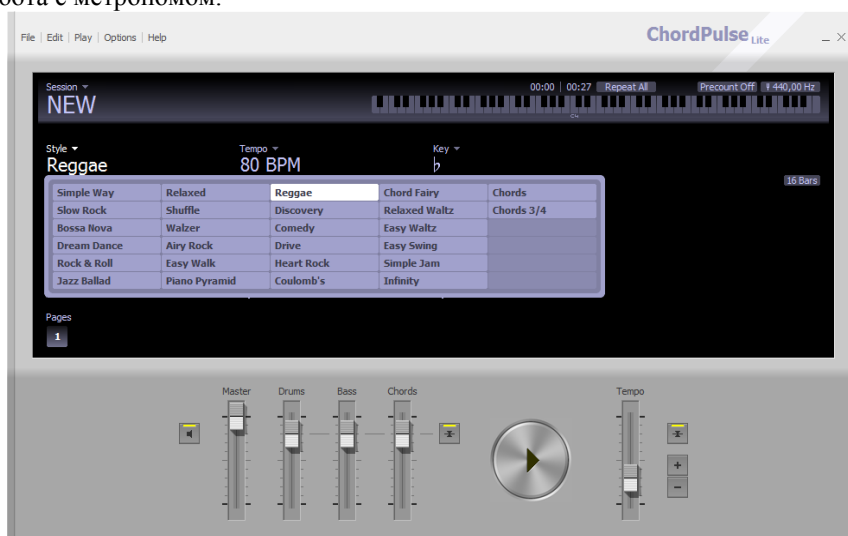 работа с метрономом.
File | Edit | Play | Options | Help
ChordPulse Lite
Session
NEW
00:00 | 00:27 Repeat All Precount Off 440,00 Hz
C4
Style Tempo Key
Reggae 80 BPM b
16 Bars
Simple Way Relaxed Reggae Chord Fairy Chords
Slow Rock Shuffle Discovery Relaxed Waltz Chords 3/4
Bossa Nova Walzer Comedy Easy Waltz
Dream Dance Airy Rock Drive Easy Swing
Rock & Roll Easy Walk Heart Rock Simple Jam
Jazz Ballad Piano Pyramid Coulomb's Infinity
Pages
1
Master Drums Bass Chords Tempo
+
−